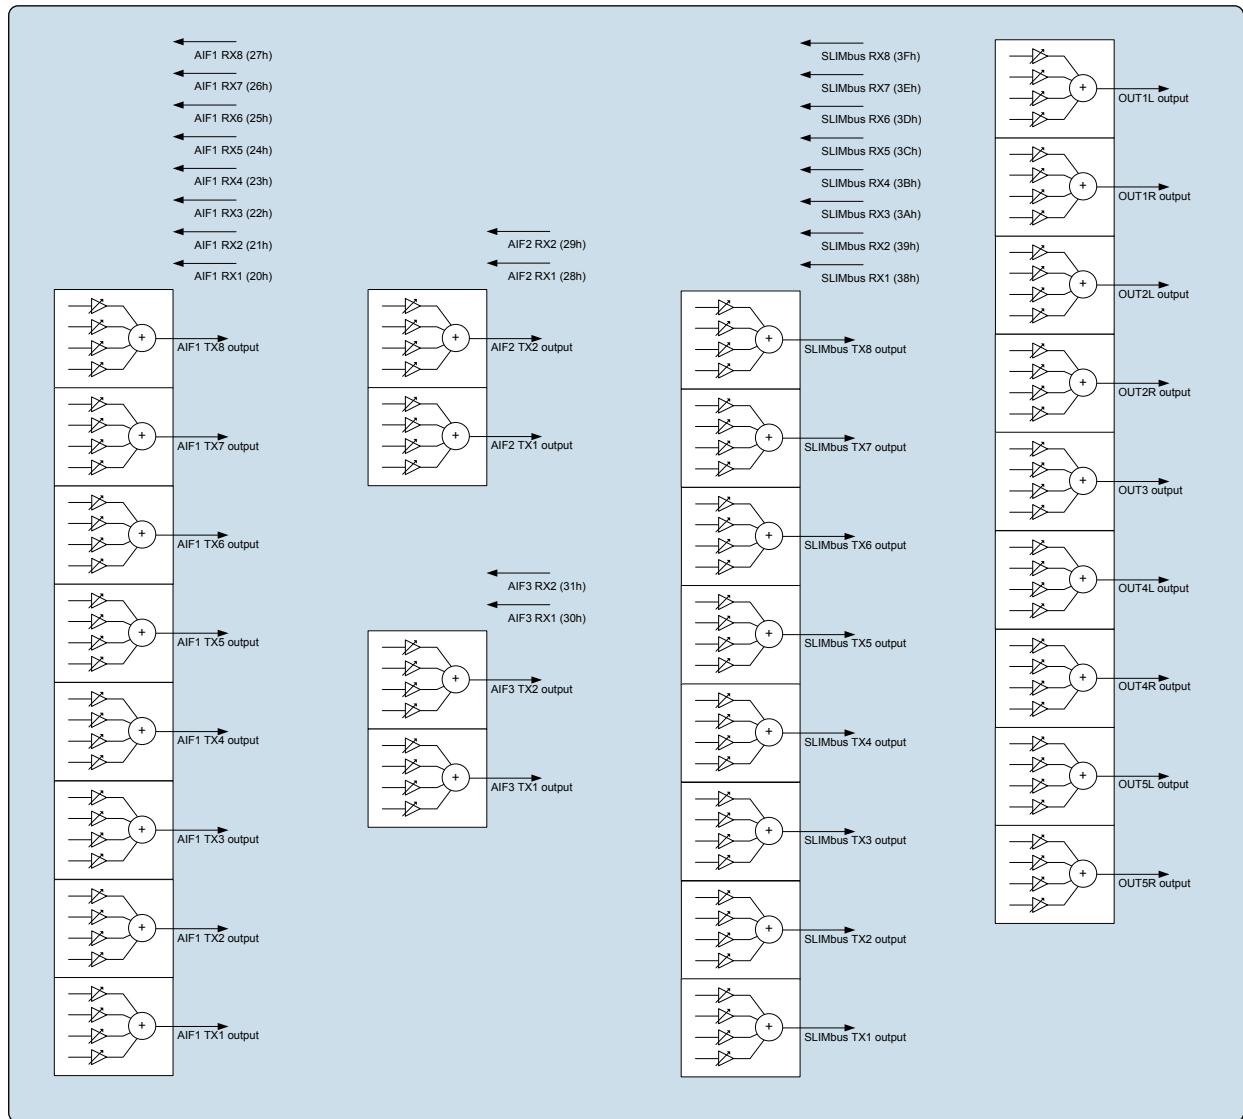 AIF1 RX8 (27h)
AIF1 RX7 (26h)
AIF1 RX6 (25h)
AIF1 RX5 (24h)
AIF1 RX4 (23h)
AIF1 RX3 (22h)
AIF1 RX2 (21h)
AIF1 RX1 (20h)
+
AIF1 TX8 output
+
AIF1 TX7 output
+
AIF1 TX6 output
+
AIF1 TX5 output
+
AIF1 TX4 output
+
AIF1 TX3 output
+
AIF1 TX2 output
+
AIF1 TX1 output
AIF2 RX2 (29h)
AIF2 RX1 (28h)
+
AIF2 TX2 output
+
AIF2 TX1 output
AIF3 RX2 (31h)
AIF3 RX1 (30h)
+
AIF3 TX2 output
+
AIF3 TX1 output
SLIMbus RX8 (3Fh)
SLIMbus RX7 (3Eh)
SLIMbus RX6 (3Dh)
SLIMbus RX5 (3Ch)
SLIMbus RX4 (3Bh)
SLIMbus RX3 (3Ah)
SLIMbus RX2 (39h)
SLIMbus RX1 (38h)
+
SLIMbus TX8 output
+
SLIMbus TX7 output
+
SLIMbus TX6 output
+
SLIMbus TX5 output
+
SLIMbus TX4 output
+
SLIMbus TX3 output
+
SLIMbus TX2 output
+
SLIMbus TX1 output
+
OUT1L output
+
OUT1R output
+
OUT2L output
+
OUT2R output
+
OUT3 output
+
OUT4L output
+
OUT4R output
+
OUT5L output
+
OUT5R output